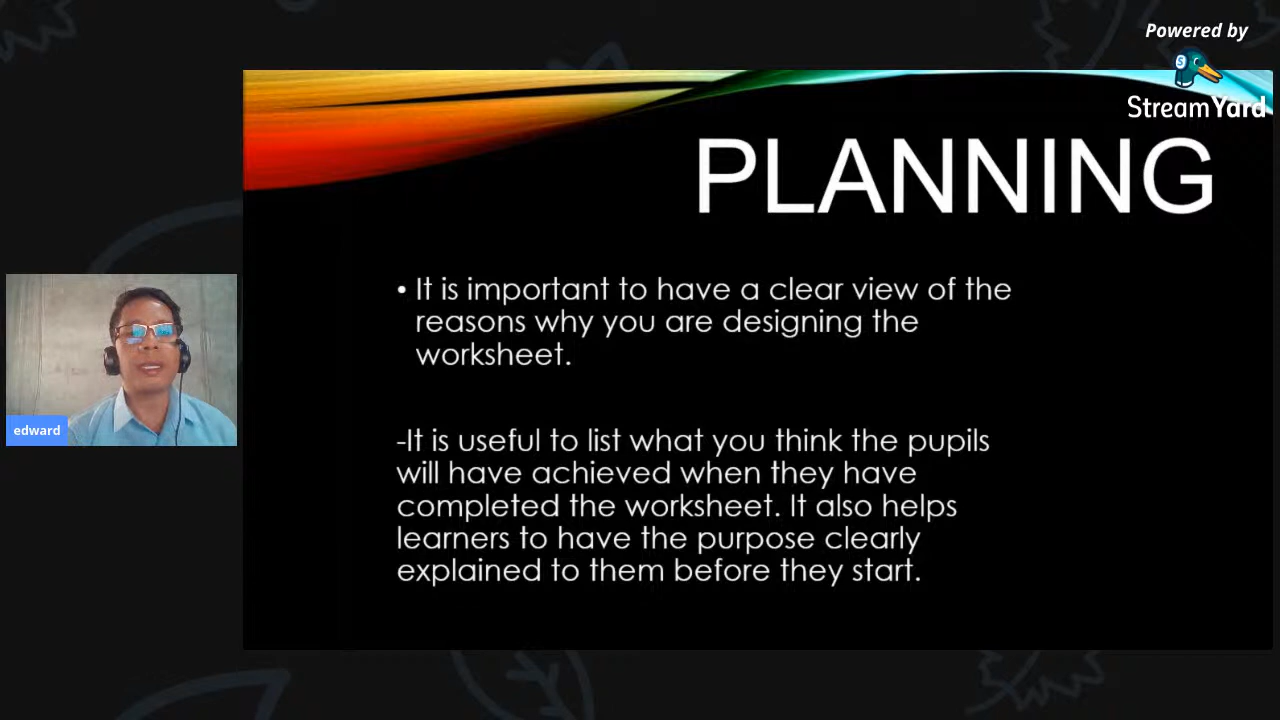 Powered by
StreamYard
PLANNING
• It is important to have a clear view of the
reasons why you are designing the
worksheet.
-It is useful to list what you think the pupils
will have achieved when they have
completed the worksheet. It also helps
learners to have the purpose clearly
explained to them before they start.
edward